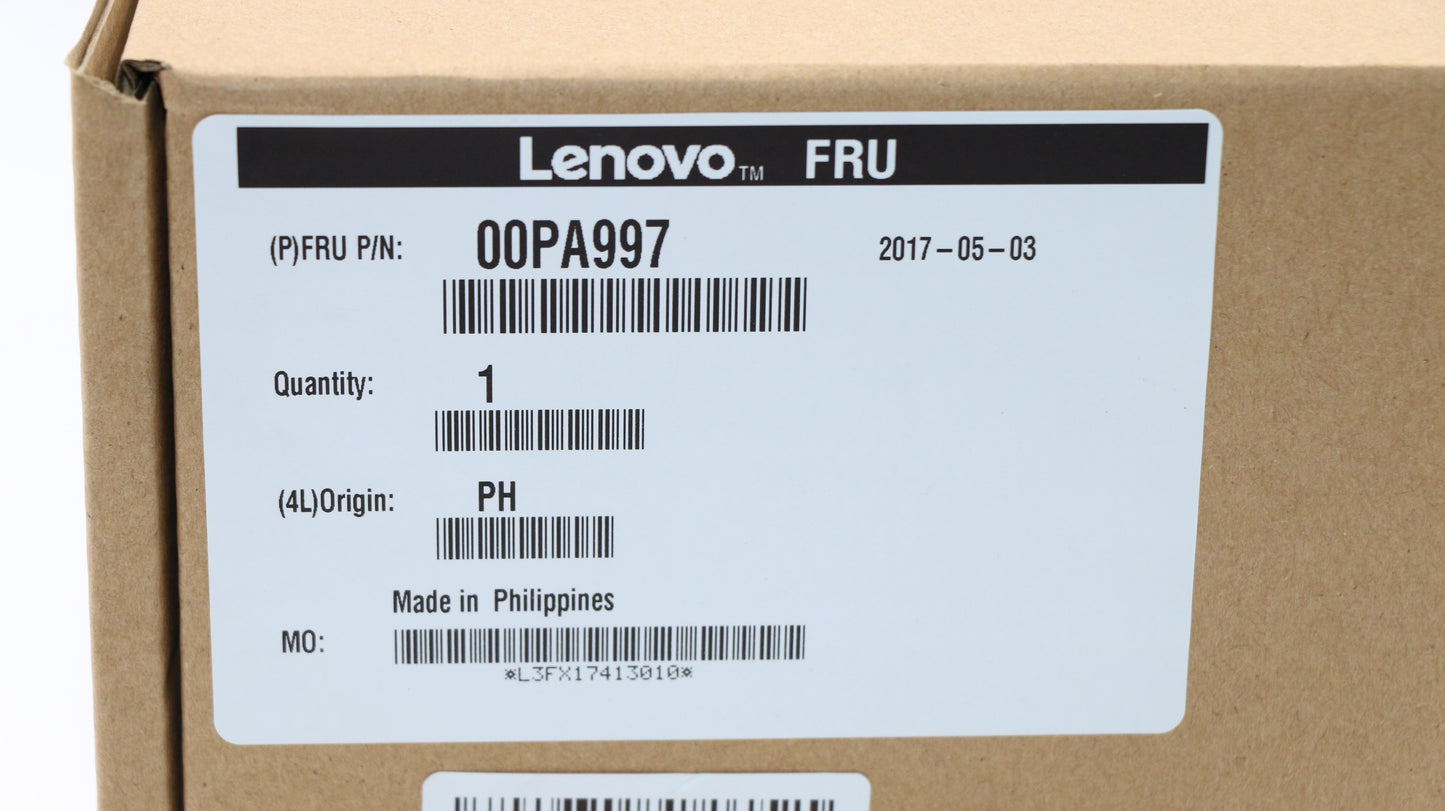 Lenovo™ FRU
(P)FRU P/N: 00PA997 2017-05-03
Quantity: 1
(4L)Origin: PH
Made in Philippines
MO:
*L3FX17413010*